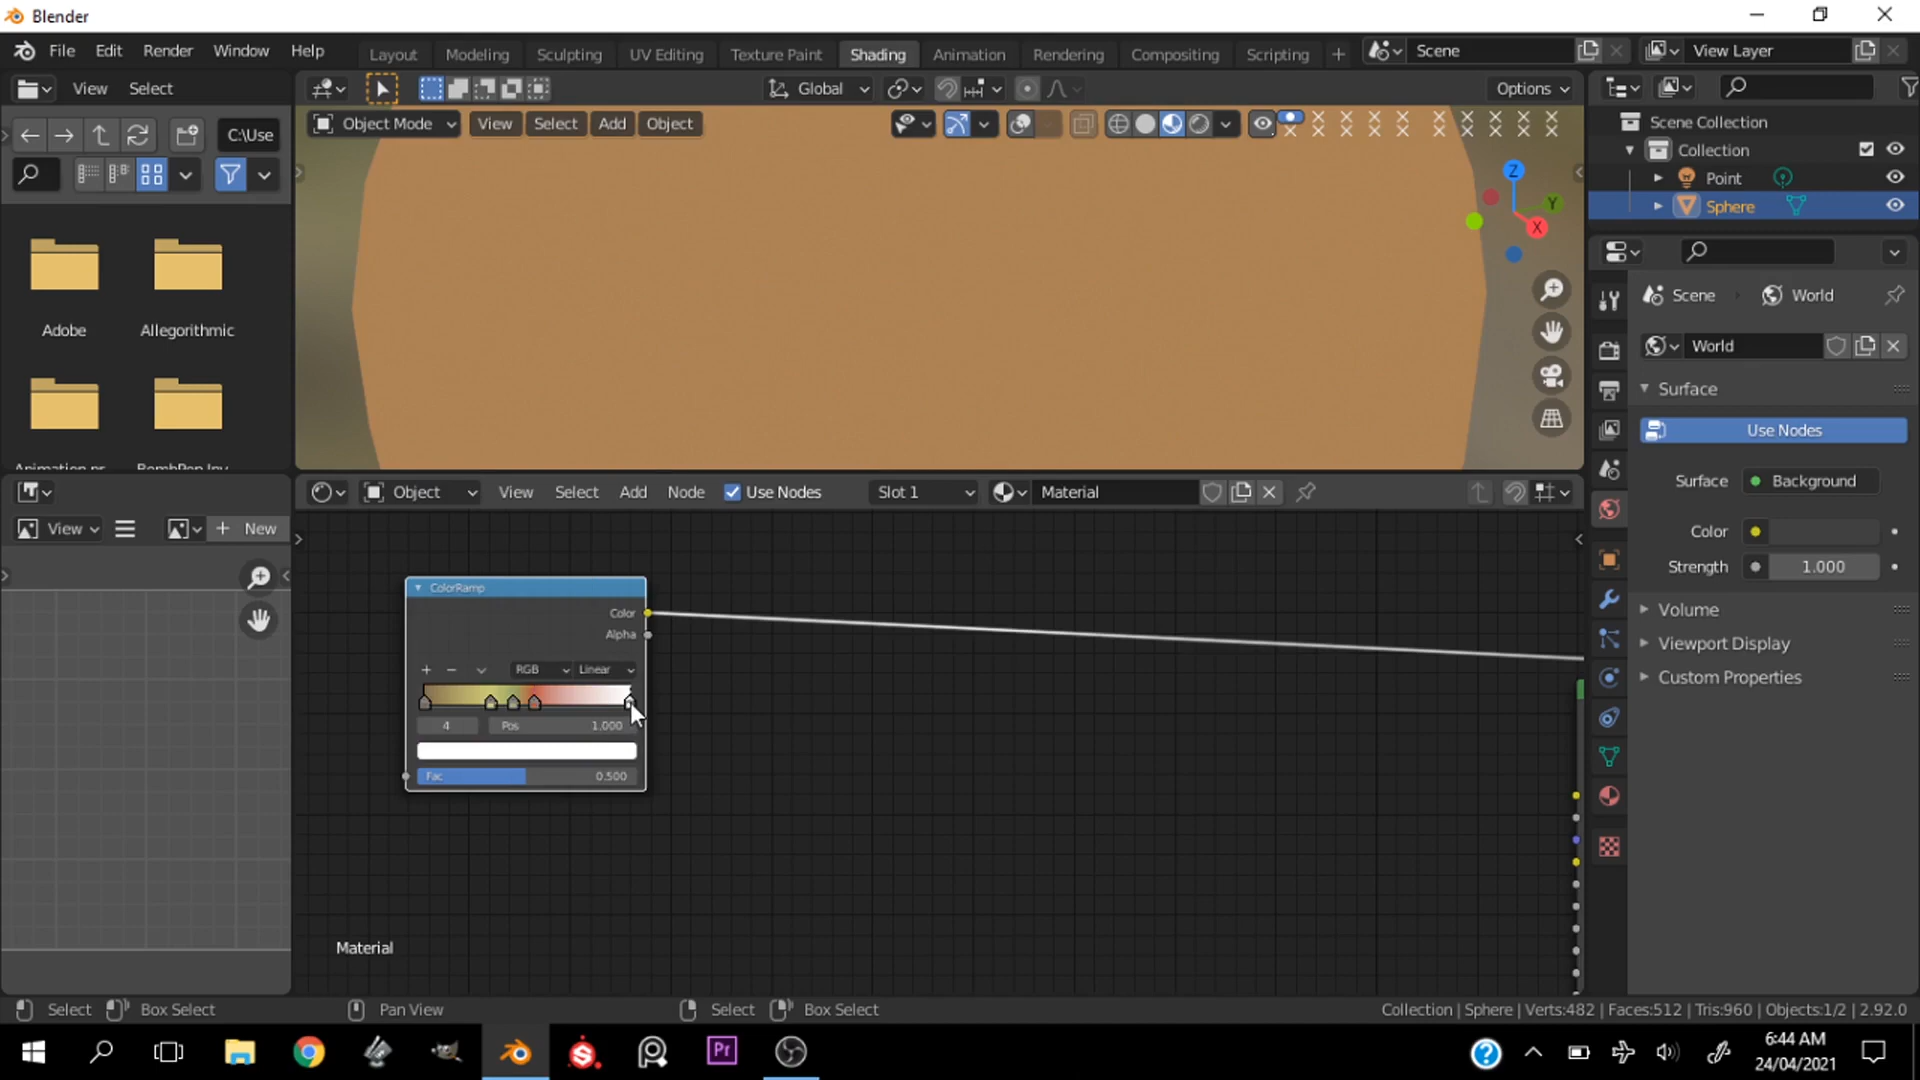 Blender
File Edit Render Window Help
Layout Modeling Sculpting UV Editing Texture Paint Shading Animation Rendering Compositing Scripting + Scene View Layer
View Select
Global
Options
C:\Use
Object Mode View Select Add Object
Scene Collection
Collection
Point
Sphere
Z
Y
X
Adobe Allegorithmic
Scene World
World
Surface
Use Nodes
Surface Background
Color
Strength 1.000
Volume
Viewport Display
Custom Properties
Object View Select Add Node Use Nodes Slot 1 Material
View + New
ColorRamp
Color
Alpha
+ − RGB Linear
4 Pos 1.000
Fac 0.500
Material
Select Box Select Pan View Select Box Select Collection | Sphere | Verts:482 | Faces:512 | Tris:960 | Objects:1/2 | 2.92.0
Pr
6:44 AM
24/04/2021